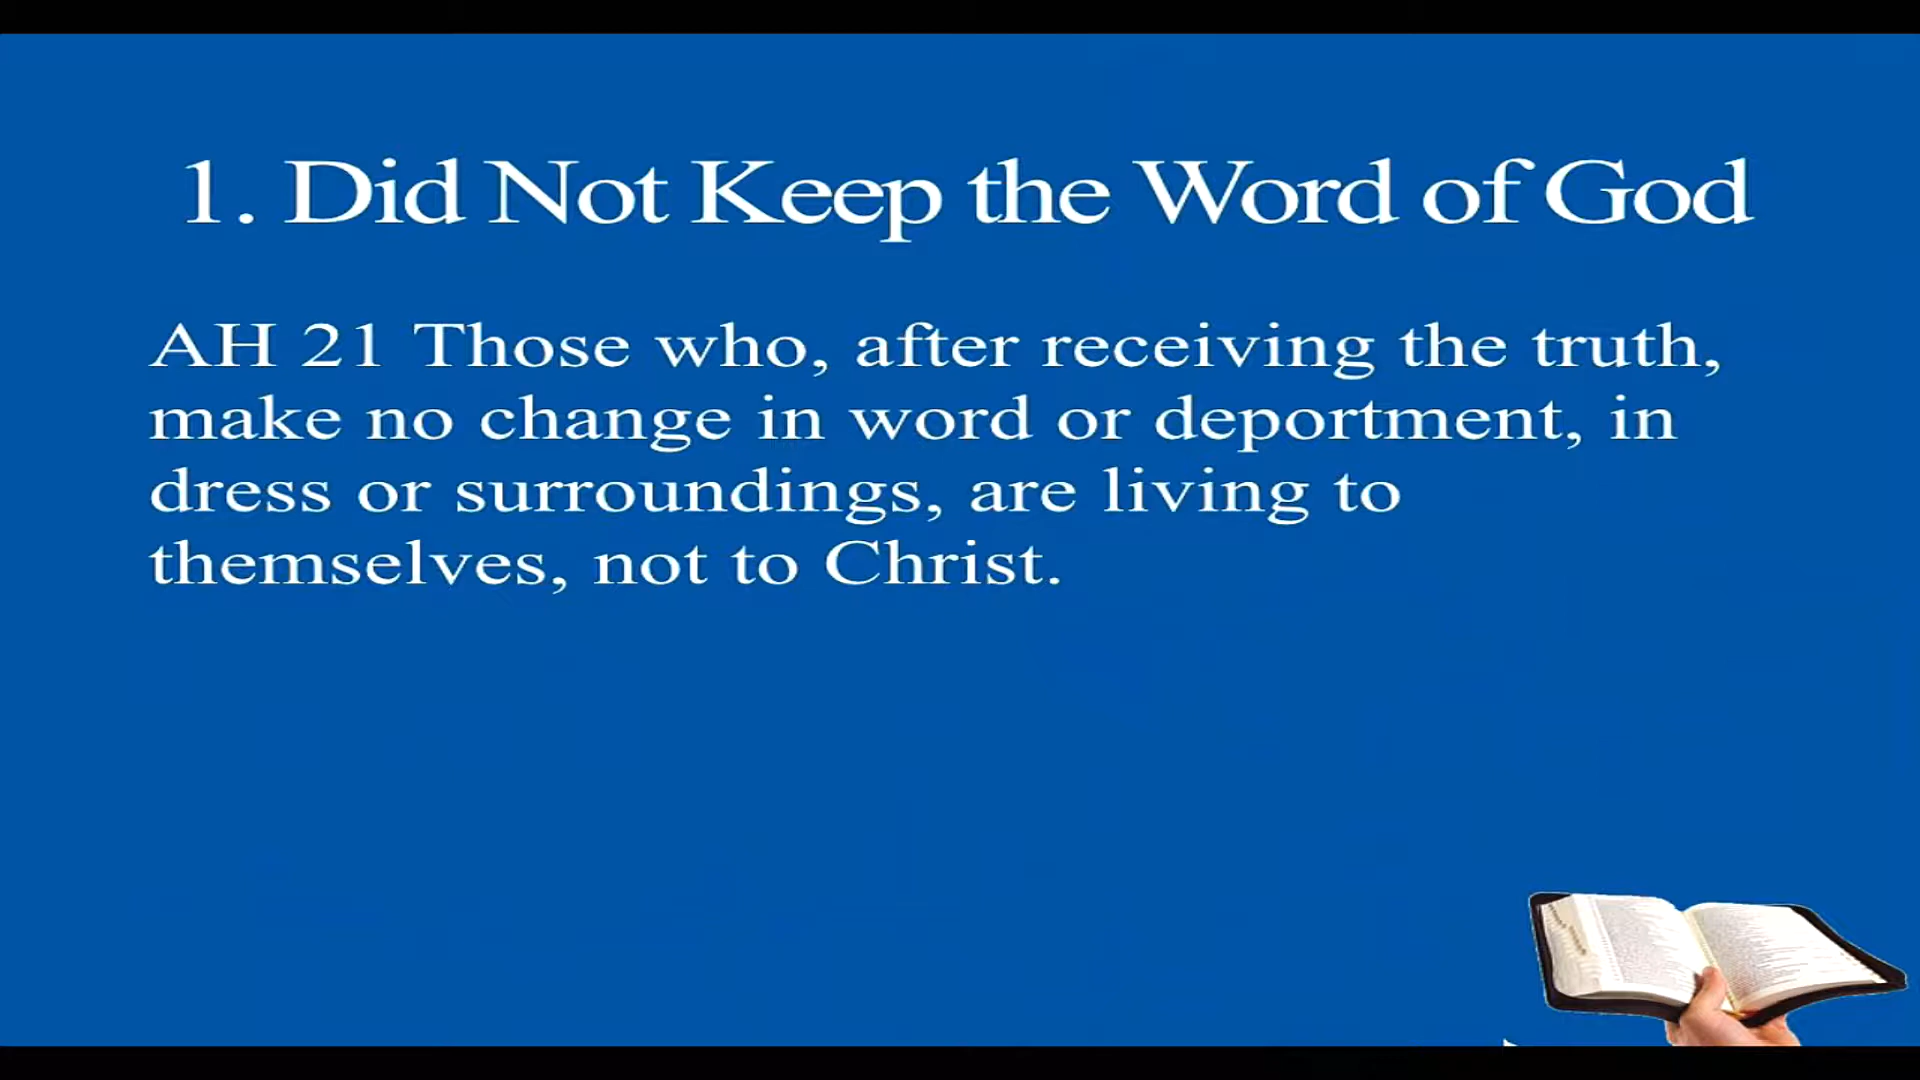 1. Did Not Keep the Word of God
AH 21 Those who, after receiving the truth,
make no change in word or deportment, in
dress or surroundings, are living to
themselves, not to Christ.